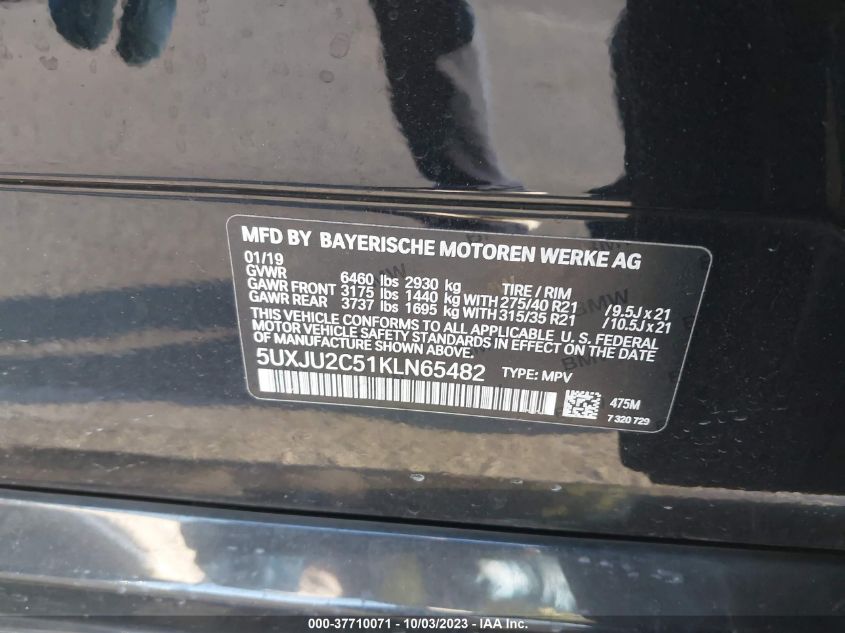 MFD BY BAYERISCHE MOTOREN WERKE AG
01/19
GVWR 6460 lbs 2930 kg TIRE / RIM
GAWR FRONT 3175 lbs 1440 kg WITH 275/40 R21 /9.5J x 21
GAWR REAR 3737 lbs 1695 kg WITH 315/35 R21 /10.5J x 21
THIS VEHICLE CONFORMS TO ALL APPLICABLE U.S. FEDERAL
MOTOR VEHICLE SAFETY STANDARDS IN EFFECT ON THE DATE
OF MANUFACTURE SHOWN ABOVE.
5UXJU2C51KLN65482 TYPE: MPV
475M
7 320 729
BMW
000-37710071 - 10/03/2023 - IAA Inc.